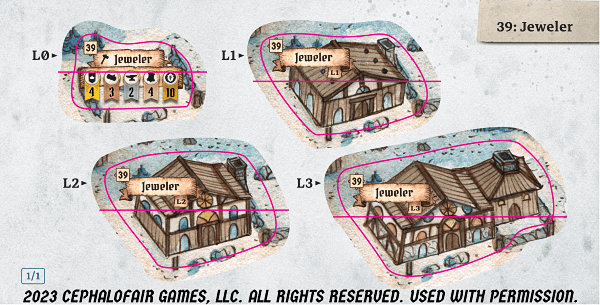 39: Jeweler
L0
39
Jeweler
4 3 2 4 10
L1
39
Jeweler
L1
L2
39
Jeweler
L2
L3
39
Jeweler
L3
1/1
2023 CEPHALOFAIR GAMES, LLC. ALL RIGHTS RESERVED. USED WITH PERMISSION.